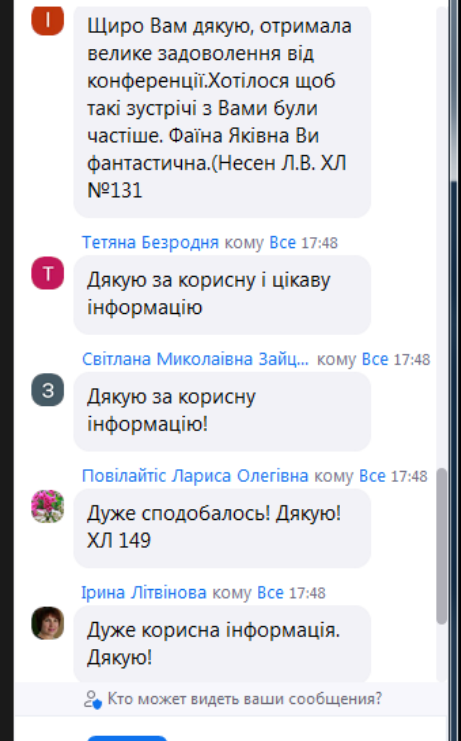 І
Щиро Вам дякую, отримала
велике задоволення від
конференції.Хотілося щоб
такі зустрічі з Вами були
частіше. Фаїна Яківна Ви
фантастична.(Несен Л.В. ХЛ
№131
Тетяна Безродня кому Все 17:48
Т
Дякую за корисну і цікаву
інформацію
Світлана Миколаівна Зайц... кому Все 17:48
З
Дякую за корисну
інформацію!
Повілайтіс Лариса Олегівна кому Все 17:48
Дуже сподобалось! Дякую!
ХЛ 149
Ірина Літвінова кому Все 17:48
Дуже корисна інформація.
Дякую!
Кто может видеть ваши сообщения?